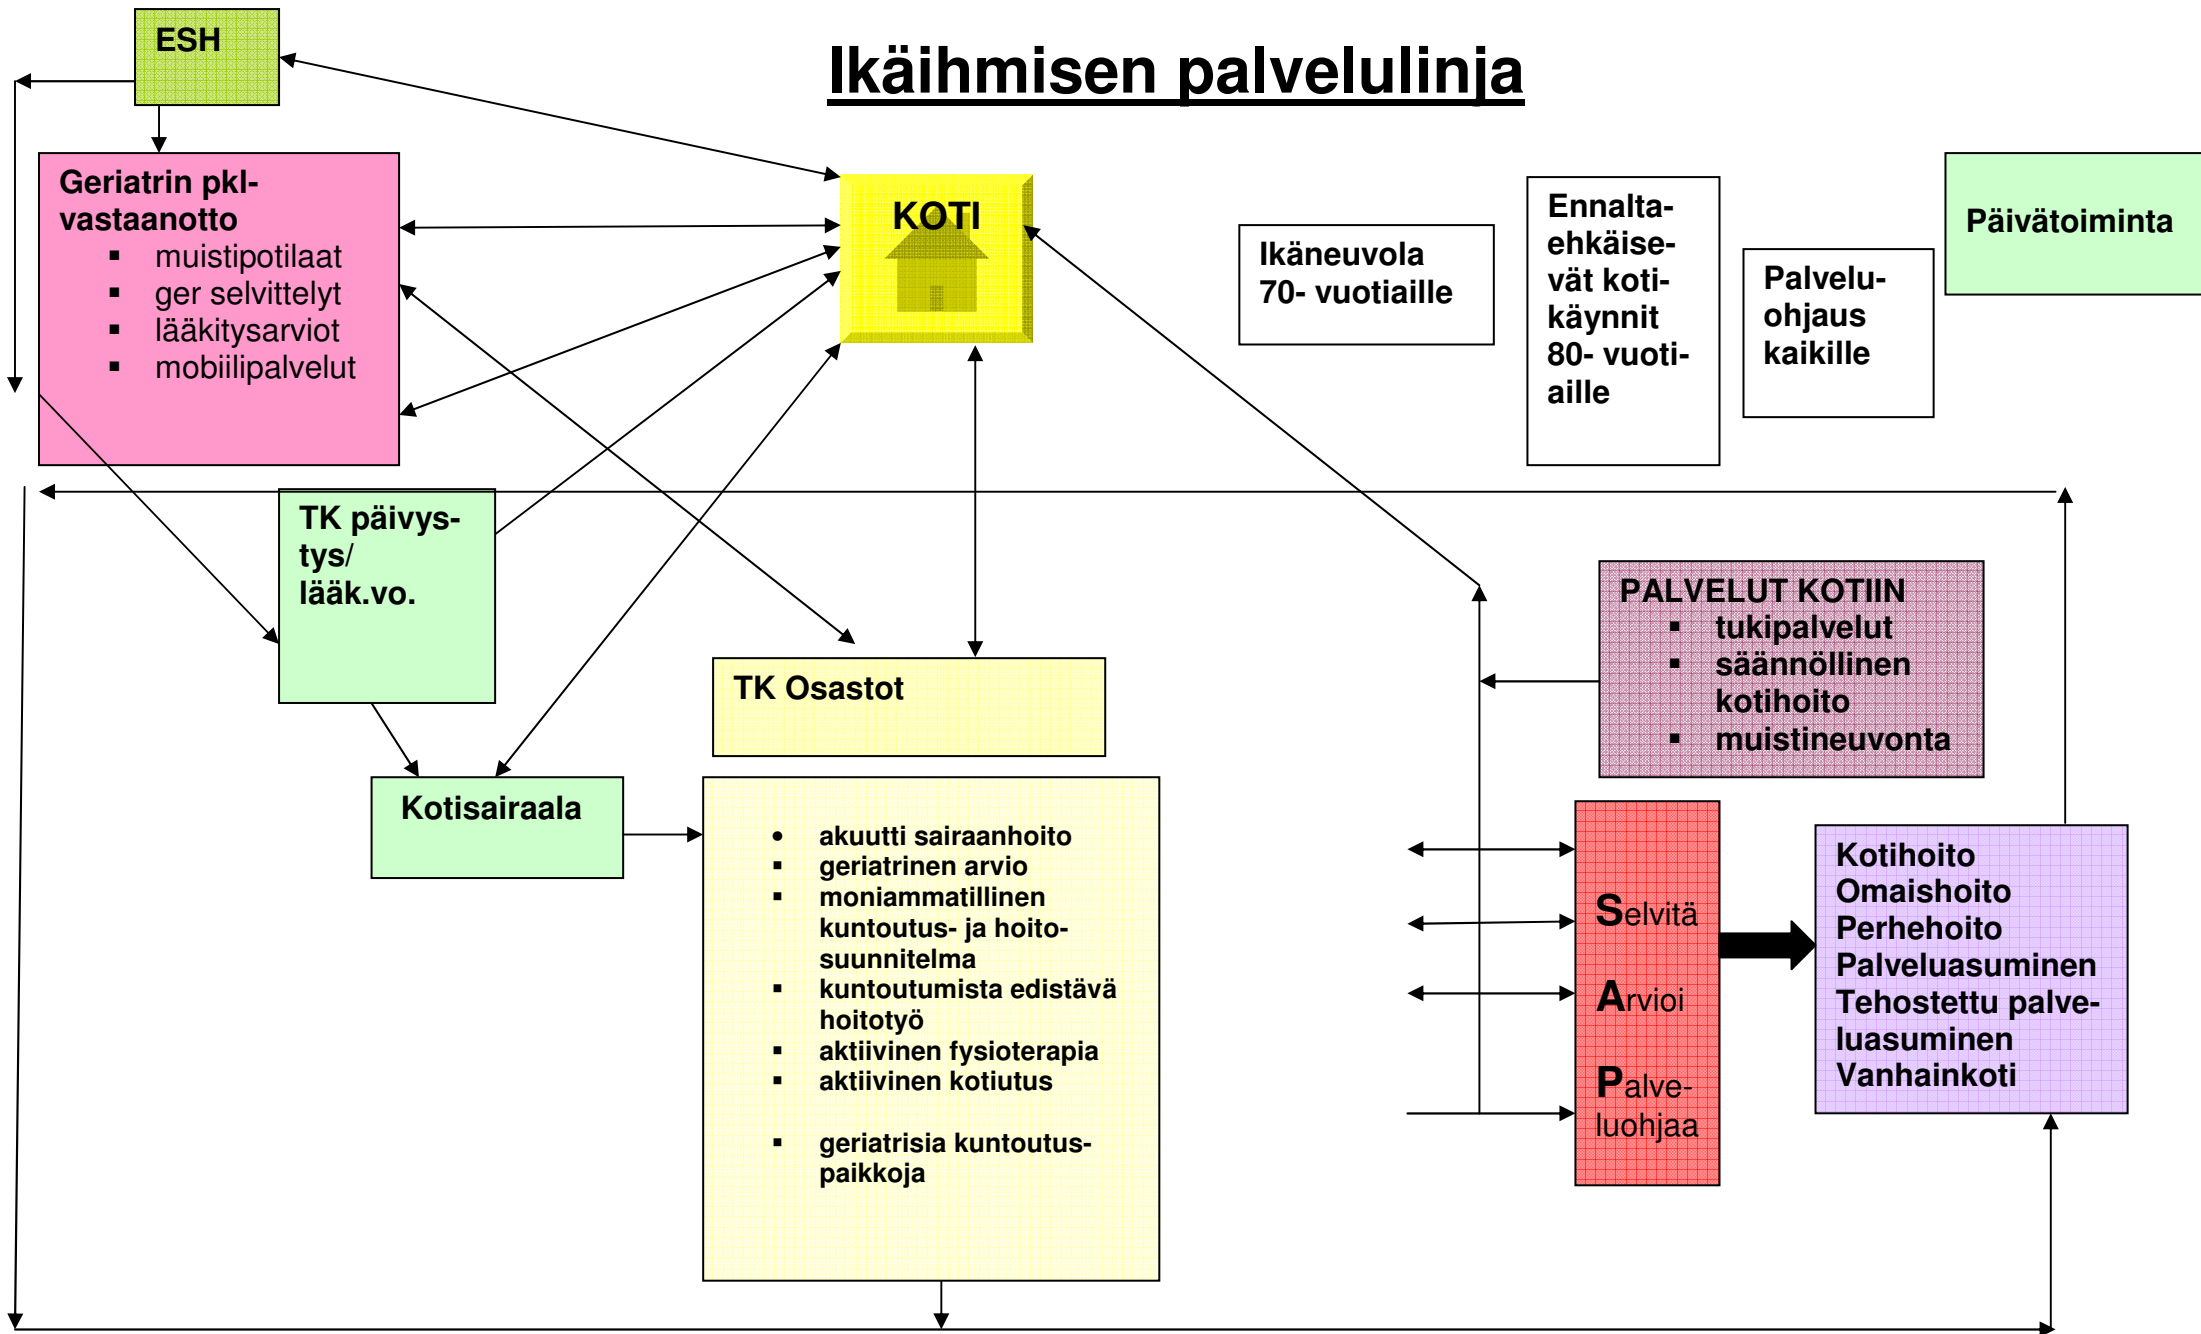 ESH
Ikäihmisen palvelulinja
Geriatrin pkl-
vastaanotto
▪ muistipotilaat
▪ ger selvittelyt
▪ lääkitysarviot
▪ mobiilipalvelut
KOTI
Ikäneuvola
70- vuotiaille
Ennalta-
ehkäise-
vät koti-
käynnit
80- vuoti-
aille
Palvelu-
ohjaus
kaikille
Päivätoiminta
TK päivys-
tys/
lääk.vo.
TK Osastot
PALVELUT KOTIIN
▪ tukipalvelut
▪ säännöllinen
kotihoito
▪ muistineuvonta
Kotisairaala
• akuutti sairaanhoito
▪ geriatrinen arvio
▪ moniammatillinen
kuntoutus- ja hoito-
suunnitelma
▪ kuntoutumista edistävä
hoitotyö
▪ aktiivinen fysioterapia
▪ aktiivinen kotiutus
▪ geriatrisia kuntoutus-
paikkoja
Selvitä
Arvioi
Palve-
luohjaa
Kotihoito
Omaishoito
Perhehoito
Palveluasuminen
Tehostettu palve-
luasuminen
Vanhainkoti